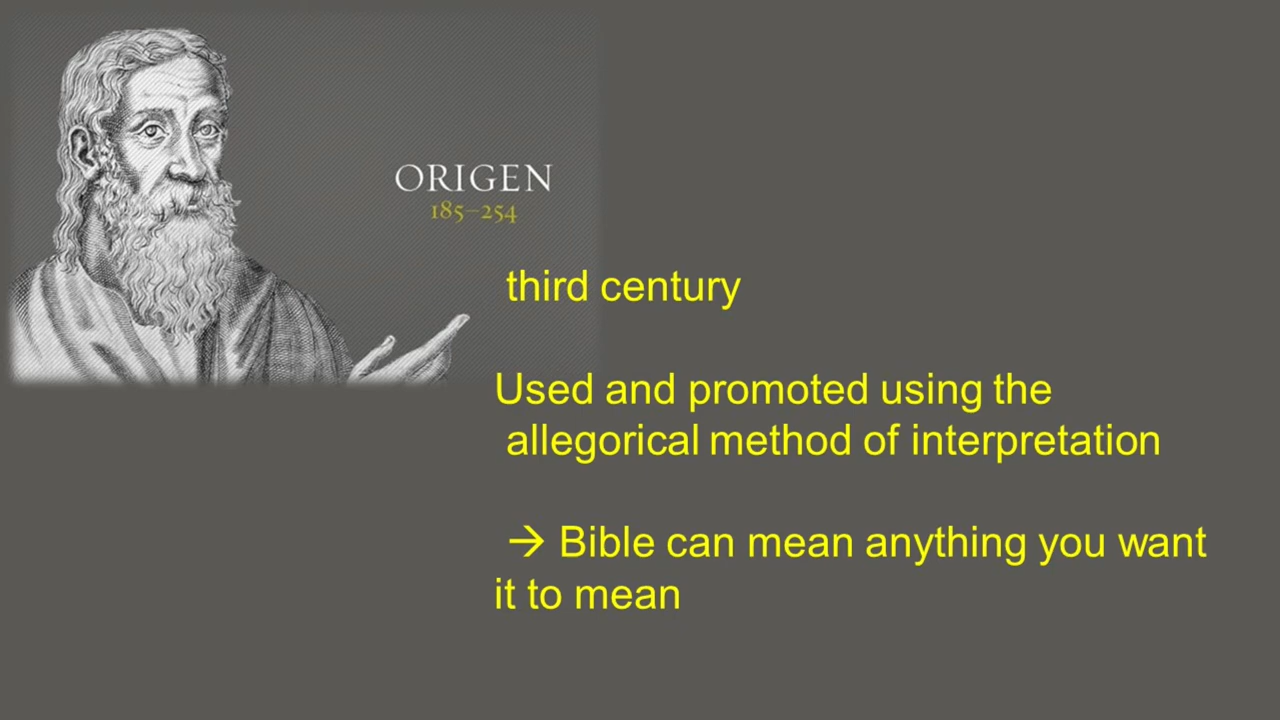 ORIGEN
185–254
third century
Used and promoted using the
allegorical method of interpretation
→ Bible can mean anything you want
it to mean